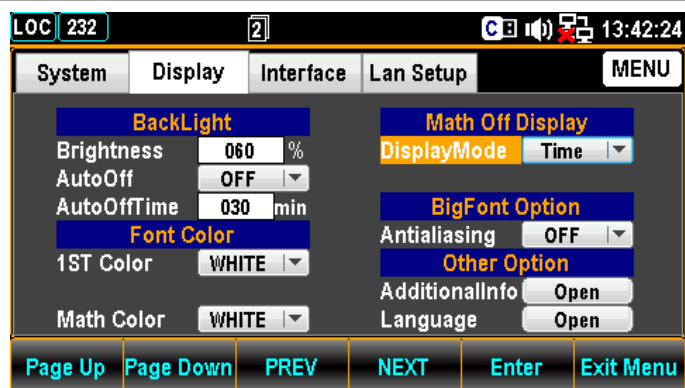 LOC 232 2 C E 13:42:24
System Display Interface Lan Setup MENU
BackLight
Brightness 060 %
AutoOff OFF
AutoOffTime 030 min
Font Color
1ST Color WHITE
Math Color WHITE
Math Off Display
DisplayMode Time
BigFont Option
Antialiasing OFF
Other Option
AdditionalInfo Open
Language Open
Page Up Page Down PREV NEXT Enter Exit Menu